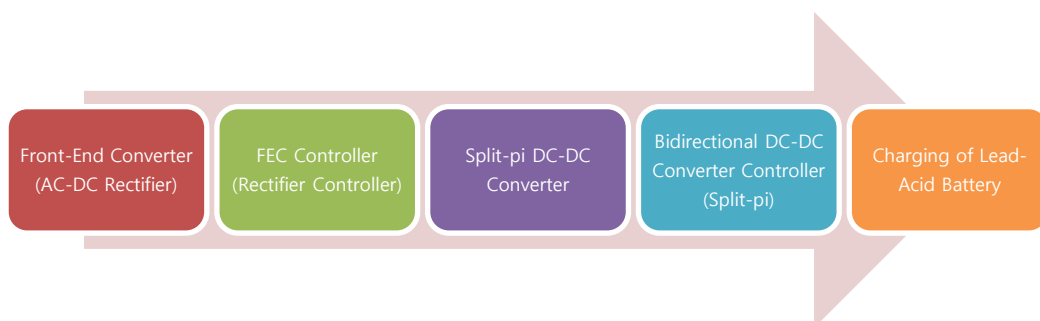 Front-End Converter
(AC-DC Rectifier)
FEC Controller
(Rectifier Controller)
Split-pi DC-DC
Converter
Bidirectional DC-DC
Converter Controller
(Split-pi)
Charging of Lead-
Acid Battery